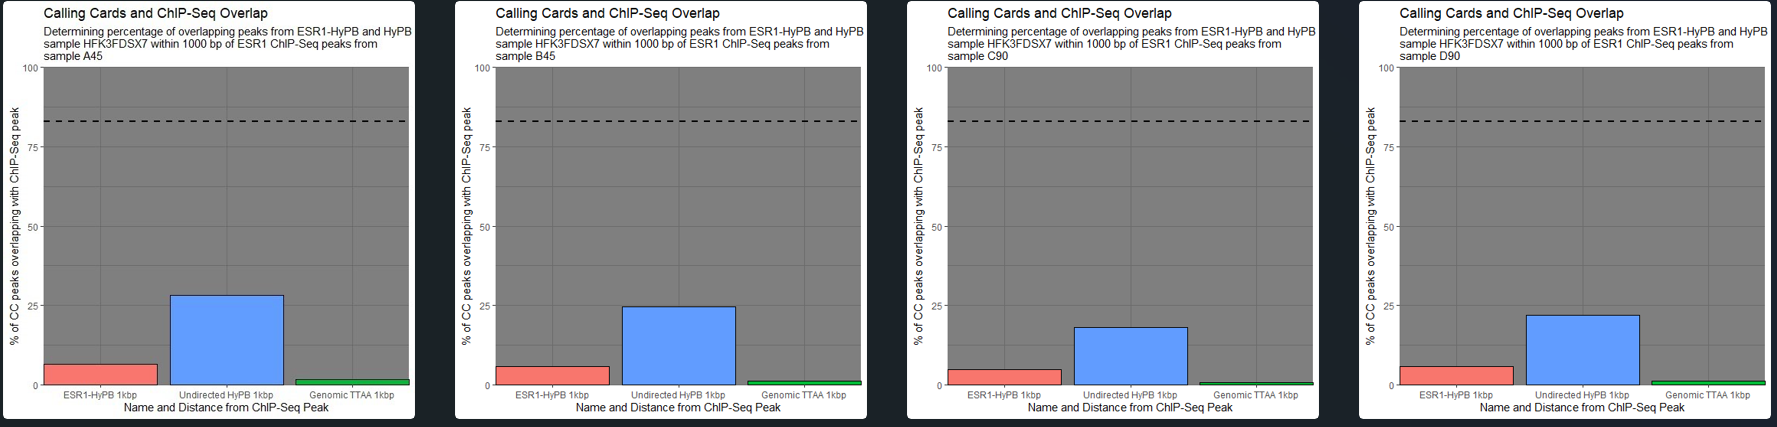 Calling Cards and ChIP-Seq Overlap
Determining percentage of overlapping peaks from ESR1-HyPB and HyPB
sample HFK3FDSX7 within 1000 bp of ESR1 ChIP-Seq peaks from
sample A45
100
75
50
25
0
% of CC peaks overlapping with ChIP-Seq peak
ESR1-HyPB 1kbp
Undirected HyPB 1kbp
Genomic TTAA 1kbp
Name and Distance from ChIP-Seq Peak
Calling Cards and ChIP-Seq Overlap
Determining percentage of overlapping peaks from ESR1-HyPB and HyPB
sample HFK3FDSX7 within 1000 bp of ESR1 ChIP-Seq peaks from
sample B45
100
75
50
25
0
% of CC peaks overlapping with ChIP-Seq peak
ESR1-HyPB 1kbp
Undirected HyPB 1kbp
Genomic TTAA 1kbp
Name and Distance from ChIP-Seq Peak
Calling Cards and ChIP-Seq Overlap
Determining percentage of overlapping peaks from ESR1-HyPB and HyPB
sample HFK3FDSX7 within 1000 bp of ESR1 ChIP-Seq peaks from
sample C90
100
75
50
25
0
% of CC peaks overlapping with ChIP-Seq peak
ESR1-HyPB 1kbp
Undirected HyPB 1kbp
Genomic TTAA 1kbp
Name and Distance from ChIP-Seq Peak
Calling Cards and ChIP-Seq Overlap
Determining percentage of overlapping peaks from ESR1-HyPB and HyPB
sample HFK3FDSX7 within 1000 bp of ESR1 ChIP-Seq peaks from
sample D90
100
75
50
25
0
% of CC peaks overlapping with ChIP-Seq peak
ESR1-HyPB 1kbp
Undirected HyPB 1kbp
Genomic TTAA 1kbp
Name and Distance from ChIP-Seq Peak